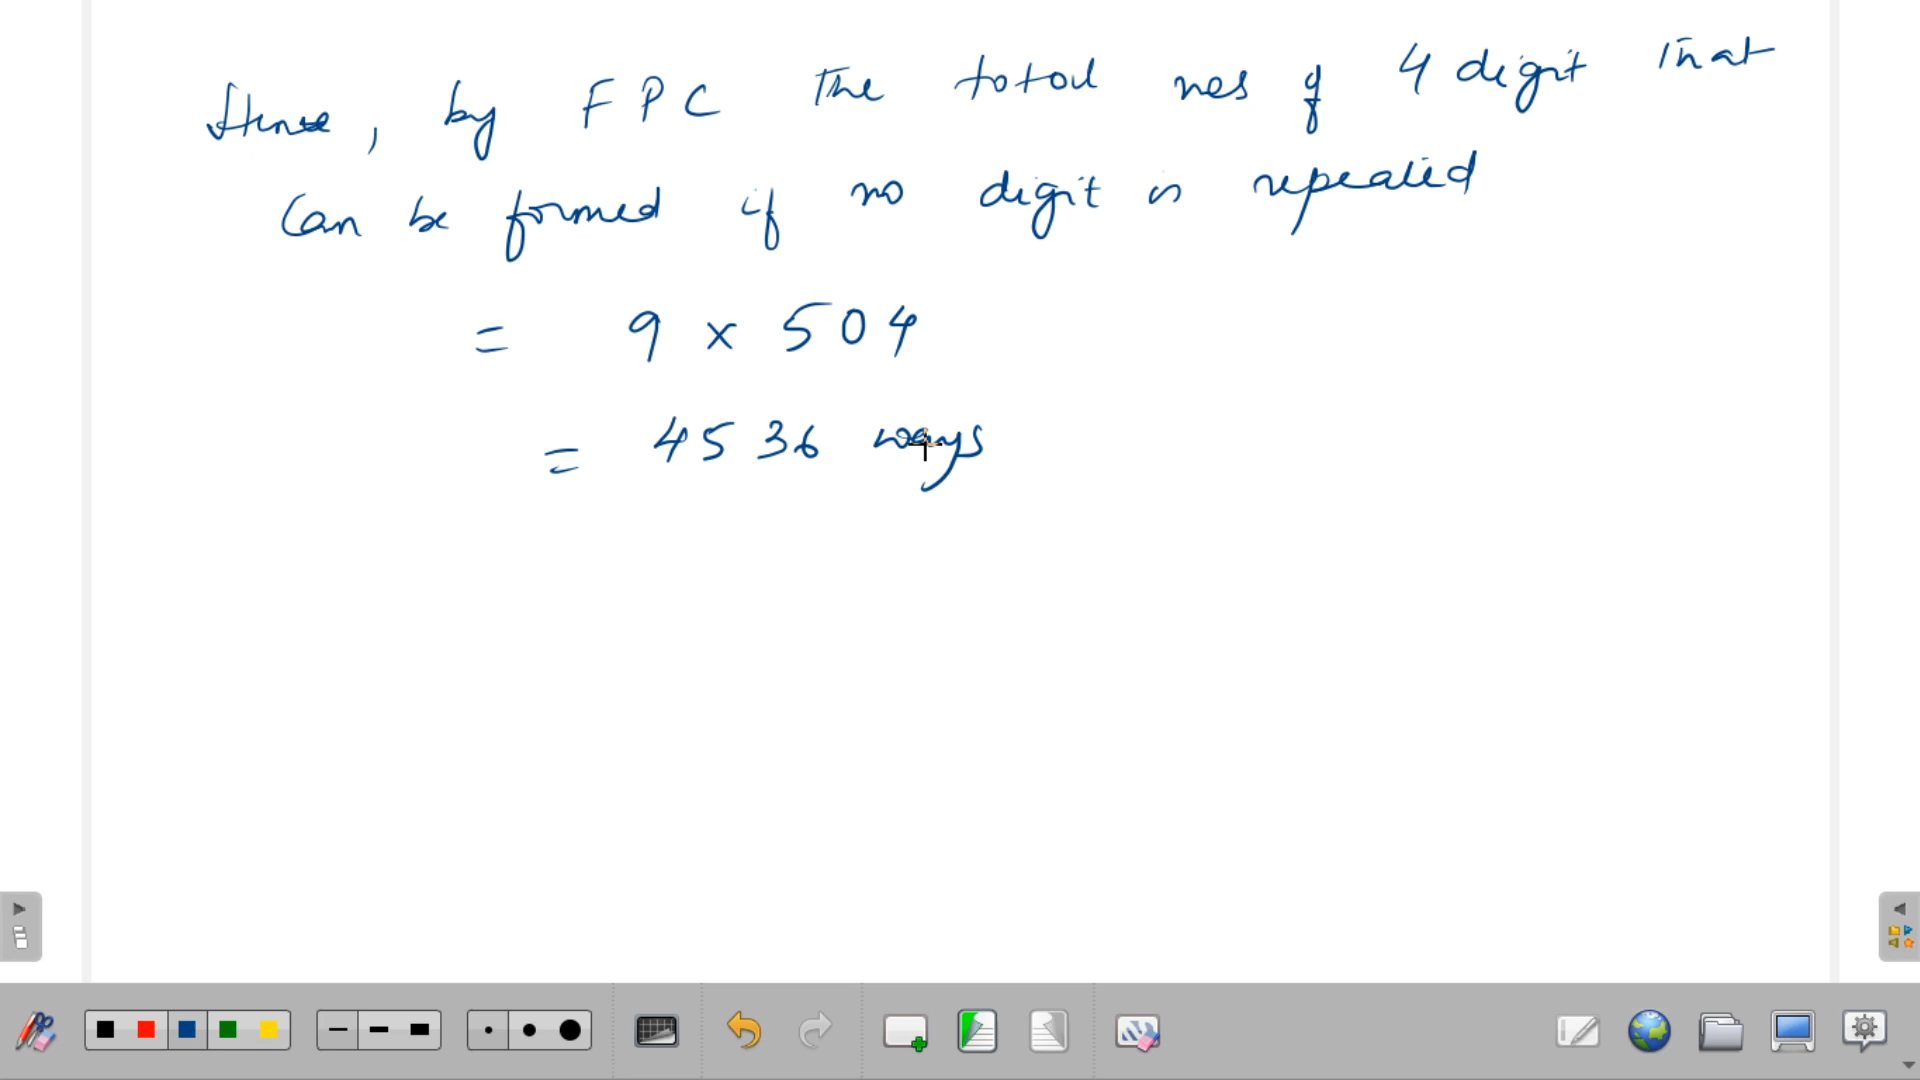 Hence, by FPC the total nos of 4 digit that
can be formed if no digit is repeated
= 9 x 504
= 4536 ways